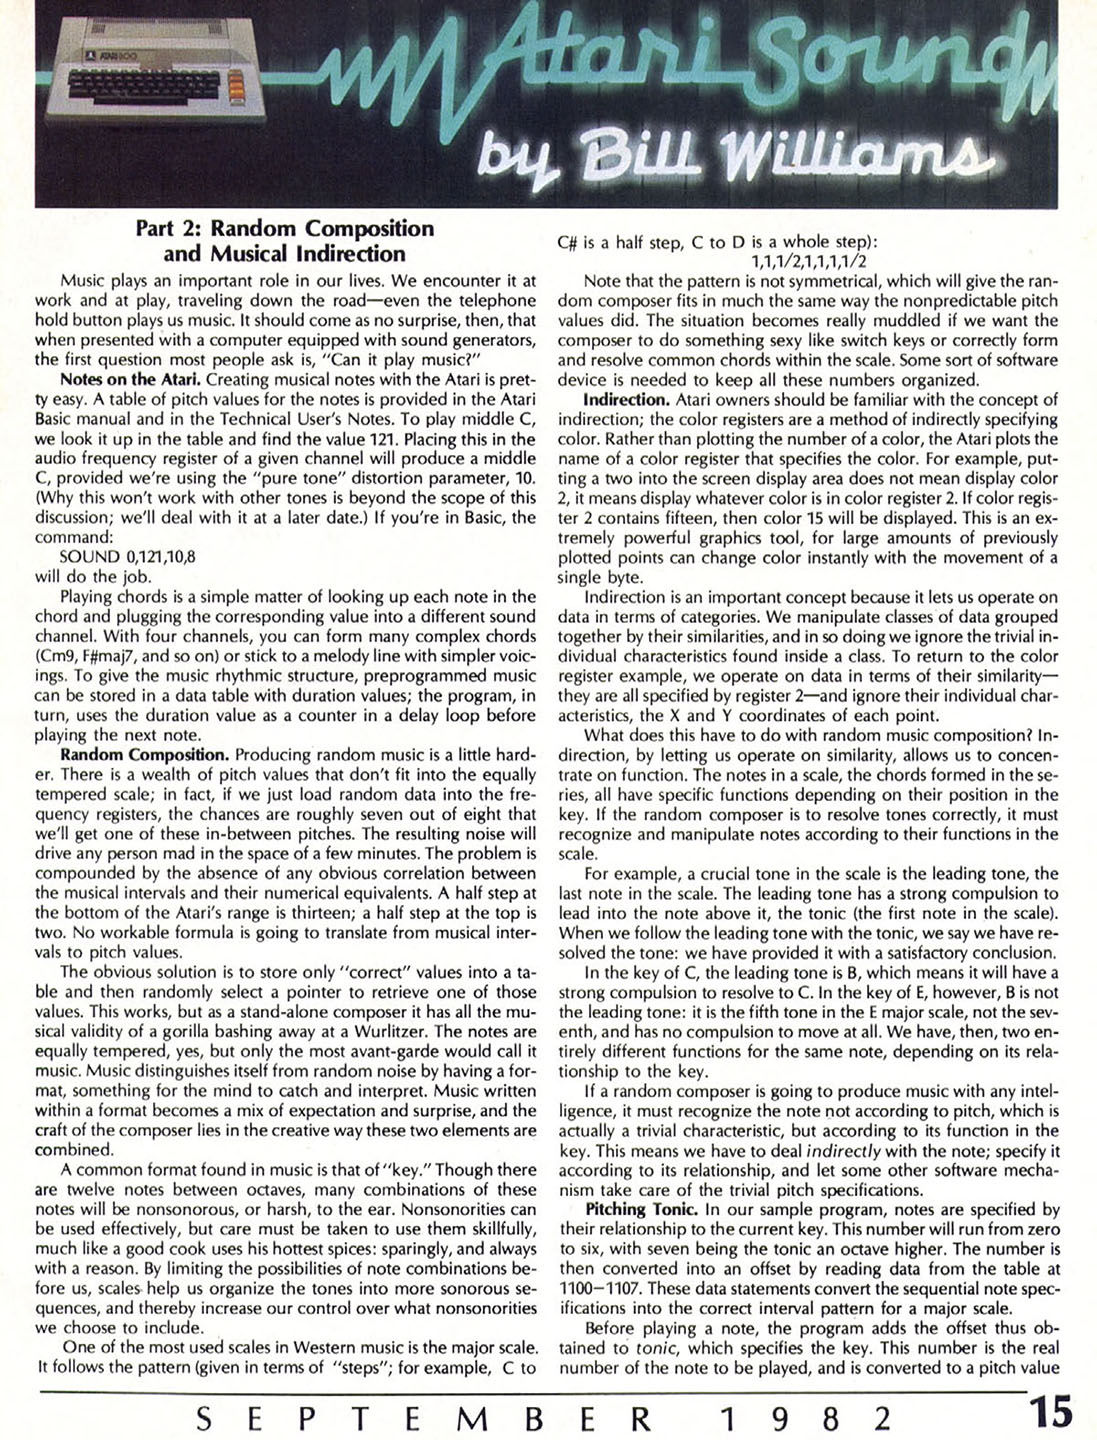 ATARI 800
Atari Sound
by Bill Williams
Part 2: Random Composition
and Musical Indirection
Music plays an important role in our lives. We encounter it at
work and at play, traveling down the road—even the telephone
hold button plays us music. It should come as no surprise, then, that
when presented with a computer equipped with sound generators,
the first question most people ask is, "Can it play music?"
Notes on the Atari. Creating musical notes with the Atari is pret-
ty easy. A table of pitch values for the notes is provided in the Atari
Basic manual and in the Technical User's Notes. To play middle C,
we look it up in the table and find the value 121. Placing this in the
audio frequency register of a given channel will produce a middle
C, provided we're using the "pure tone" distortion parameter, 10.
(Why this won't work with other tones is beyond the scope of this
discussion; we'll deal with it at a later date.) If you're in Basic, the
command:
SOUND 0,121,10,8
will do the job.
Playing chords is a simple matter of looking up each note in the
chord and plugging the corresponding value into a different sound
channel. With four channels, you can form many complex chords
(Cm9, F#maj7, and so on) or stick to a melody line with simpler voic-
ings. To give the music rhythmic structure, preprogrammed music
can be stored in a data table with duration values; the program, in
turn, uses the duration value as a counter in a delay loop before
playing the next note.
Random Composition. Producing random music is a little hard-
er. There is a wealth of pitch values that don't fit into the equally
tempered scale; in fact, if we just load random data into the fre-
quency registers, the chances are roughly seven out of eight that
we'll get one of these in-between pitches. The resulting noise will
drive any person mad in the space of a few minutes. The problem is
compounded by the absence of any obvious correlation between
the musical intervals and their numerical equivalents. A half step at
the bottom of the Atari's range is thirteen; a half step at the top is
two. No workable formula is going to translate from musical inter-
vals to pitch values.
The obvious solution is to store only "correct" values into a ta-
ble and then randomly select a pointer to retrieve one of those
values. This works, but as a stand-alone composer it has all the mu-
sical validity of a gorilla bashing away at a Wurlitzer. The notes are
equally tempered, yes, but only the most avant-garde would call it
music. Music distinguishes itself from random noise by having a for-
mat, something for the mind to catch and interpret. Music written
within a format becomes a mix of expectation and surprise, and the
craft of the composer lies in the creative way these two elements are
combined.
A common format found in music is that of "key." Though there
are twelve notes between octaves, many combinations of these
notes will be nonsonorous, or harsh, to the ear. Nonsonorities can
be used effectively, but care must be taken to use them skillfully,
much like a good cook uses his hottest spices: sparingly, and always
with a reason. By limiting the possibilities of note combinations be-
fore us, scales help us organize the tones into more sonorous se-
quences, and thereby increase our control over what nonsonorities
we choose to include.
One of the most used scales in Western music is the major scale.
It follows the pattern (given in terms of "steps"; for example, C to
C# is a half step, C to D is a whole step):
1,1,1/2,1,1,1,1/2
Note that the pattern is not symmetrical, which will give the ran-
dom composer fits in much the same way the nonpredictable pitch
values did. The situation becomes really muddled if we want the
composer to do something sexy like switch keys or correctly form
and resolve common chords within the scale. Some sort of software
device is needed to keep all these numbers organized.
Indirection. Atari owners should be familiar with the concept of
indirection; the color registers are a method of indirectly specifying
color. Rather than plotting the number of a color, the Atari plots the
name of a color register that specifies the color. For example, put-
ting a two into the screen display area does not mean display color
2, it means display whatever color is in color register 2. If color regis-
ter 2 contains fifteen, then color 15 will be displayed. This is an ex-
tremely powerful graphics tool, for large amounts of previously
plotted points can change color instantly with the movement of a
single byte.
Indirection is an important concept because it lets us operate on
data in terms of categories. We manipulate classes of data grouped
together by their similarities, and in so doing we ignore the trivial in-
dividual characteristics found inside a class. To return to the color
register example, we operate on data in terms of their similarity—
they are all specified by register 2—and ignore their individual char-
acteristics, the X and Y coordinates of each point.
What does this have to do with random music composition? In-
direction, by letting us operate on similarity, allows us to concen-
trate on function. The notes in a scale, the chords formed in the se-
ries, all have specific functions depending on their position in the
key. If the random composer is to resolve tones correctly, it must
recognize and manipulate notes according to their functions in the
scale.
For example, a crucial tone in the scale is the leading tone, the
last note in the scale. The leading tone has a strong compulsion to
lead into the note above it, the tonic (the first note in the scale).
When we follow the leading tone with the tonic, we say we have re-
solved the tone: we have provided it with a satisfactory conclusion.
In the key of C, the leading tone is B, which means it will have a
strong compulsion to resolve to C. In the key of E, however, B is not
the leading tone: it is the fifth tone in the E major scale, not the sev-
enth, and has no compulsion to move at all. We have, then, two en-
tirely different functions for the same note, depending on its rela-
tionship to the key.
If a random composer is going to produce music with any intel-
ligence, it must recognize the note not according to pitch, which is
actually a trivial characteristic, but according to its function in the
key. This means we have to deal indirectly with the note; specify it
according to its relationship, and let some other software mecha-
nism take care of the trivial pitch specifications.
Pitching Tonic. In our sample program, notes are specified by
their relationship to the current key. This number will run from zero
to six, with seven being the tonic an octave higher. The number is
then converted into an offset by reading data from the table at
1100–1107. These data statements convert the sequential note spec-
ifications into the correct interval pattern for a major scale.
Before playing a note, the program adds the offset thus ob-
tained to tonic, which specifies the key. This number is the real
number of the note to be played, and is converted to a pitch value
SEPTEMBER 1982
15